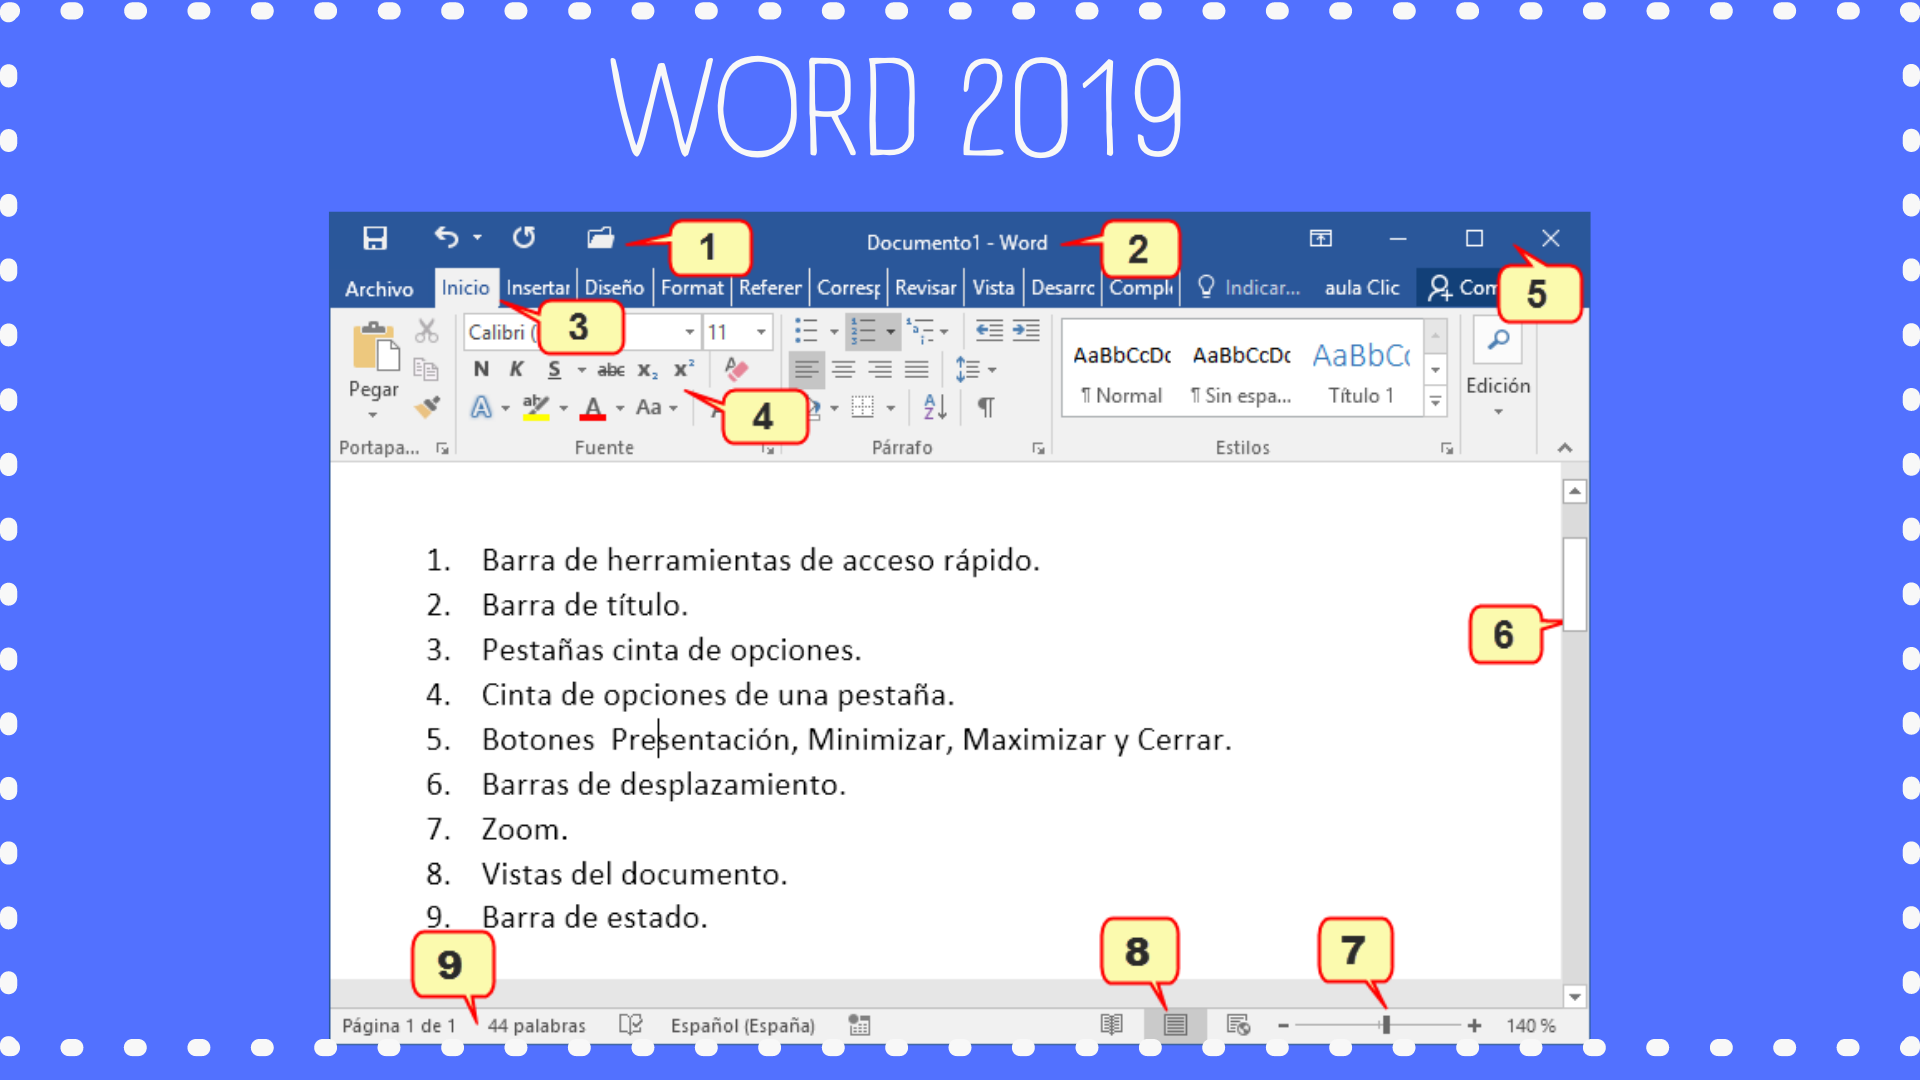 WORD 2019
1
Documento1 - Word
2
Archivo Inicio Insertar Diseño Format Referer Corresp Revisar Vista Desarrc Comple Indicar... aula Clic Com
5
3
Calibri ( 11
N K S abc x₂ x² 
Pegar
Aa
4
AaBbCcDc AaBbCcDc AaBbCc
¶ Normal ¶ Sin espa... Título 1
Edición
Portapa... Fuente Párrafo Estilos
1. Barra de herramientas de acceso rápido.
2. Barra de título.
3. Pestañas cinta de opciones.
4. Cinta de opciones de una pestaña.
5. Botones  Presentación, Minimizar, Maximizar y Cerrar.
6. Barras de desplazamiento.
7. Zoom.
8. Vistas del documento.
9. Barra de estado.
6
9
8
7
Página 1 de 1 44 palabras Español (España) 140 %